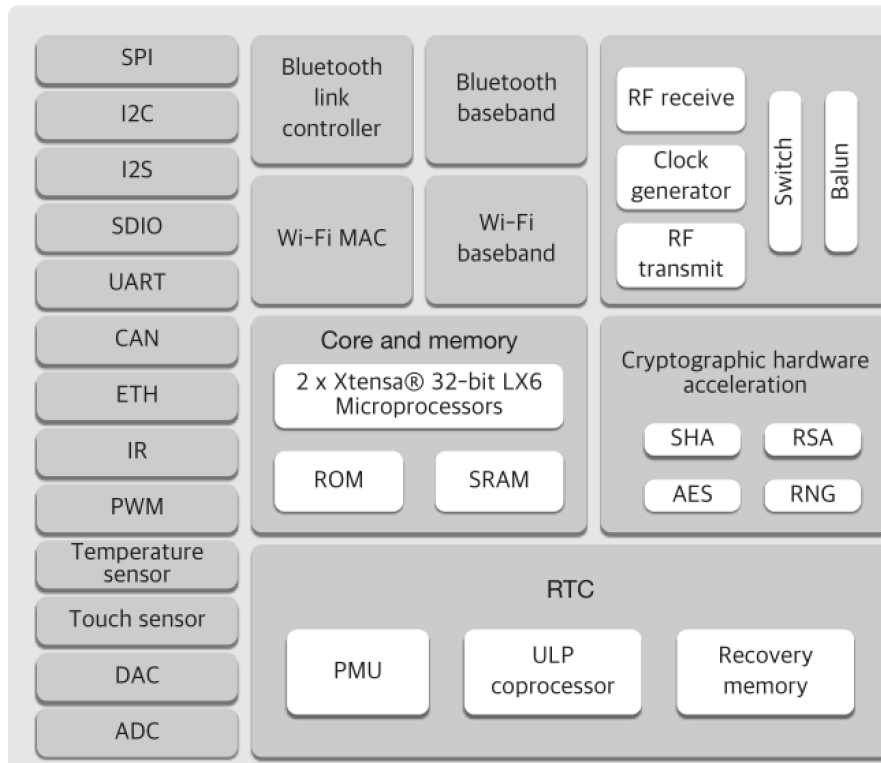 SPI
I2C
I2S
SDIO
UART
CAN
ETH
IR
PWM
Temperature
sensor
Touch sensor
DAC
ADC
Bluetooth
link
controller
Bluetooth
baseband
Wi-Fi MAC
Wi-Fi
baseband
RF receive
Clock
generator
RF
transmit
Switch
Balun
Core and memory
2 x Xtensa® 32-bit LX6
Microprocessors
ROM
SRAM
Cryptographic hardware
acceleration
SHA
RSA
AES
RNG
RTC
PMU
ULP
coprocessor
Recovery
memory